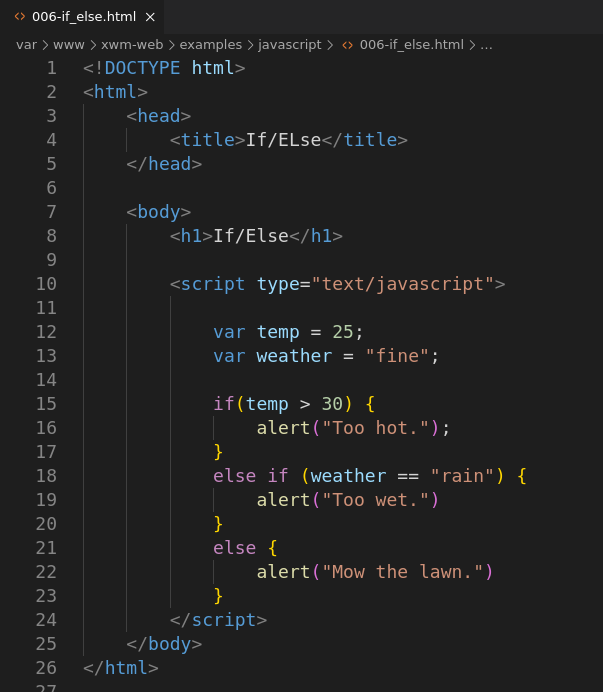 006-if_else.html ×
var > www > xwm-web > examples > javascript > <> 006-if_else.html > ...
1 <!DOCTYPE html>
2 <html>
3     <head>
4         <title>If/ELse</title>
5     </head>
6
7     <body>
8         <h1>If/Else</h1>
9
10         <script type="text/javascript">
11
12             var temp = 25;
13             var weather = "fine";
14
15             if(temp > 30) {
16                 alert("Too hot.");
17             }
18             else if (weather == "rain") {
19                 alert("Too wet.")
20             }
21             else {
22                 alert("Mow the lawn.")
23             }
24         </script>
25     </body>
26 </html>
27